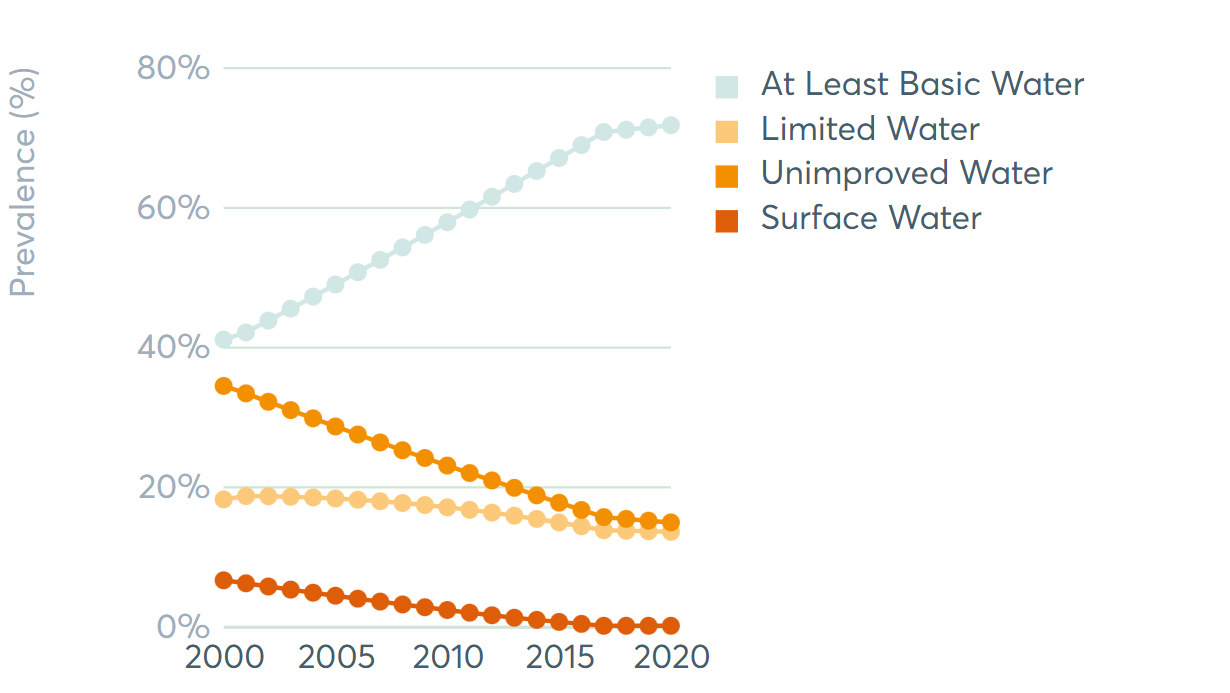 Prevalence (%)
80%
60%
40%
20%
0%
2000 2005 2010 2015 2020
At Least Basic Water
Limited Water
Unimproved Water
Surface Water